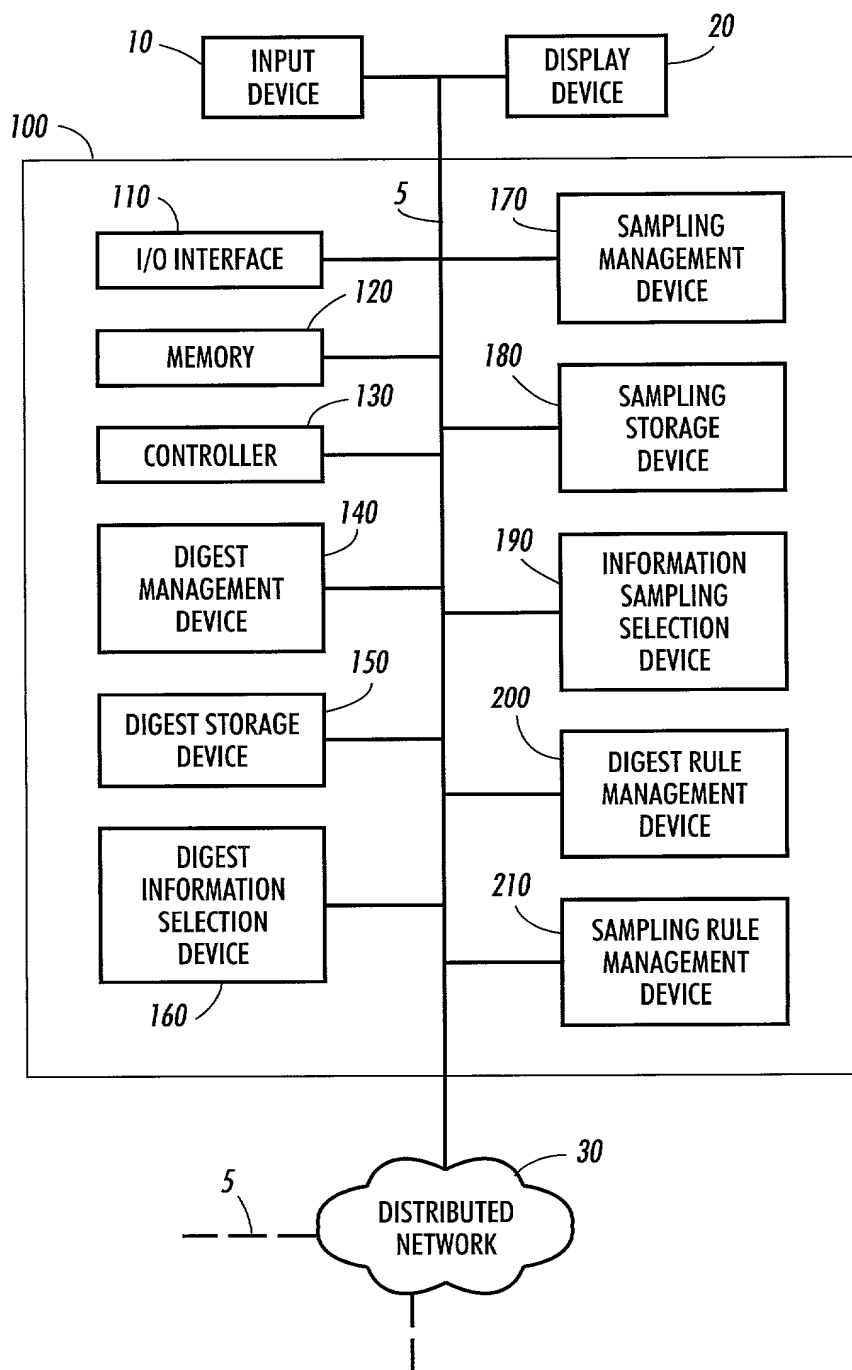 10
INPUT
DEVICE
DISPLAY
DEVICE
20
100
5
110
I/O INTERFACE
120
MEMORY
130
CONTROLLER
140
DIGEST
MANAGEMENT
DEVICE
150
DIGEST STORAGE
DEVICE
DIGEST
INFORMATION
SELECTION
DEVICE
160
170
SAMPLING
MANAGEMENT
DEVICE
180
SAMPLING
STORAGE
DEVICE
190
INFORMATION
SAMPLING
SELECTION
DEVICE
200
DIGEST RULE
MANAGEMENT
DEVICE
210
SAMPLING RULE
MANAGEMENT
DEVICE
30
5
DISTRIBUTED
NETWORK